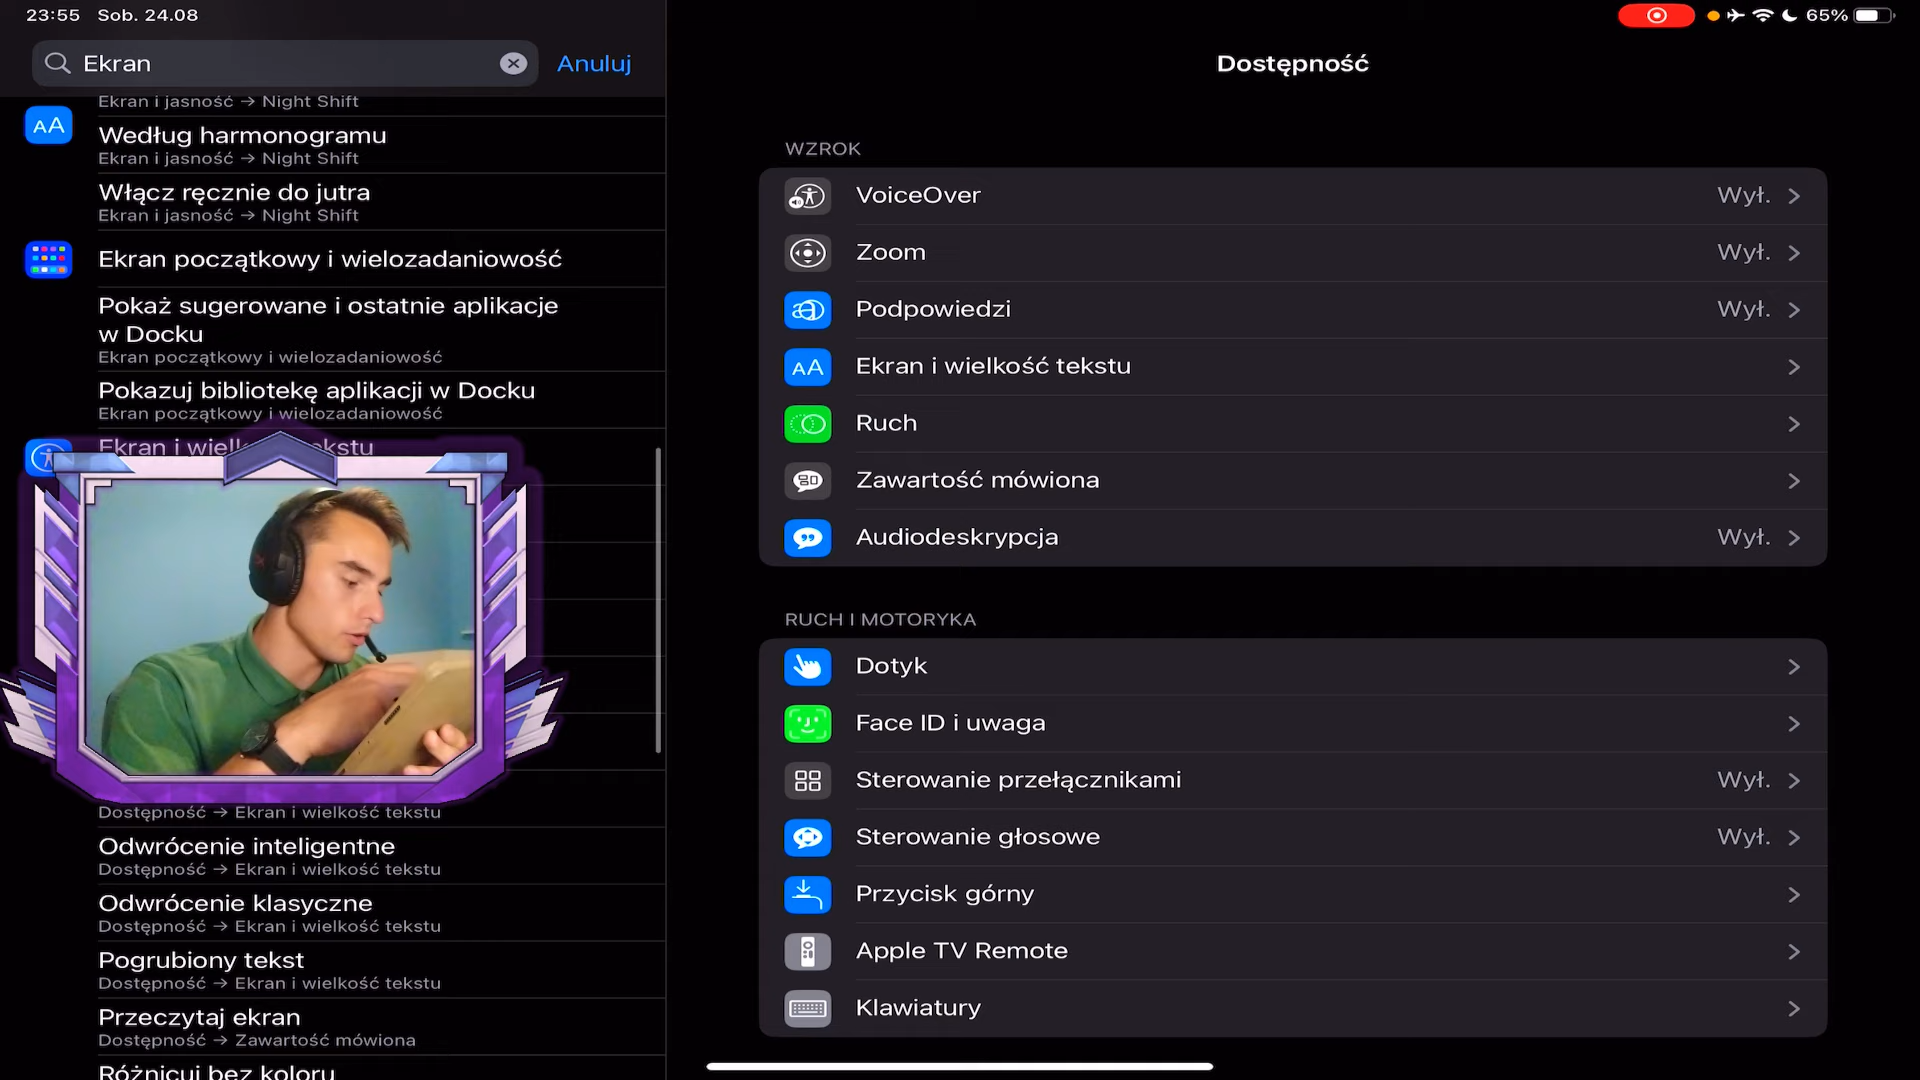 23:55 Sob. 24.08
65%
Ekran
Anuluj
Ekran i jasność → Night Shift
Według harmonogramu
Ekran i jasność → Night Shift
Włącz ręcznie do jutra
Ekran i jasność → Night Shift
Ekran początkowy i wielozadaniowość
Pokaż sugerowane i ostatnie aplikacje
w Docku
Ekran początkowy i wielozadaniowość
Pokazuj bibliotekę aplikacji w Docku
Ekran początkowy i wielozadaniowość
Ekran i
Dostępność → Ekran i wielkość tekstu
Odwrócenie inteligentne
Dostępność → Ekran i wielkość tekstu
Odwrócenie klasyczne
Dostępność → Ekran i wielkość tekstu
Pogrubiony tekst
Dostępność → Ekran i wielkość tekstu
Przeczytaj ekran
Dostępność → Zawartość mówiona
Różnicuj bez koloru
Dostępność
WZROK
VoiceOver Wył.
Zoom Wył.
Podpowiedzi Wył.
AA Ekran i wielkość tekstu
Ruch
Zawartość mówiona
Audiodeskrypcja Wył.
RUCH I MOTORYKA
Dotyk
Face ID i uwaga
Sterowanie przełącznikami Wył.
Sterowanie głosowe Wył.
Przycisk górny
Apple TV Remote
Klawiatury